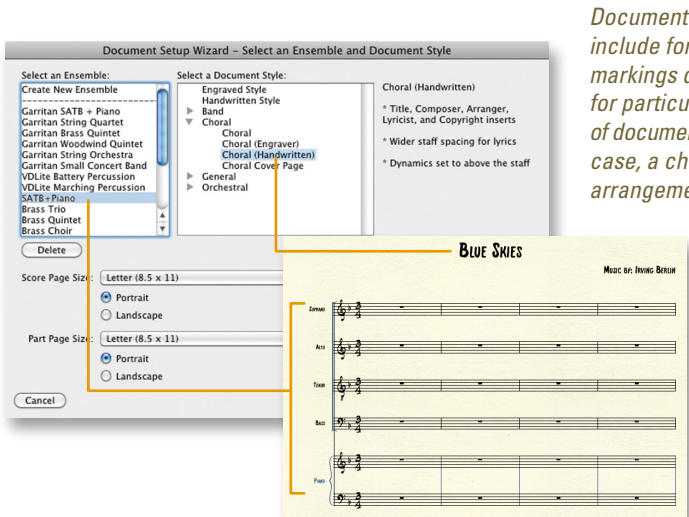 Document
include for
markings
for particu
of docume
case, a ch
arrangeme
Document Setup Wizard – Select an Ensemble and Document Style
Select an Ensemble:
Create New Ensemble
Garritan SATB + Piano
Garritan String Quartet
Garritan Brass Quintet
Garritan Woodwind Quintet
Garritan String Orchestra
Garritan Small Concert Band
VDLite Battery Percussion
VDLite Marching Percussion
SATB+Piano
Brass Trio
Brass Quintet
Brass Choir
Delete
Select a Document Style:
Engraved Style
Handwritten Style
Band
Choral
Choral
Choral (Engraver)
Choral (Handwritten)
Choral Cover Page
General
Orchestral
Choral (Handwritten)
* Title, Composer, Arranger,
Lyricist, and Copyright inserts
* Wider staff spacing for lyrics
* Dynamics set to above the staff
Score Page Size: Letter (8.5 x 11)
Portrait
Landscape
Part Page Size: Letter (8.5 x 11)
Portrait
Landscape
Cancel
Blue Skies
Music by: Irving Berlin
Soprano
Alto
Tenor
Bass
Piano